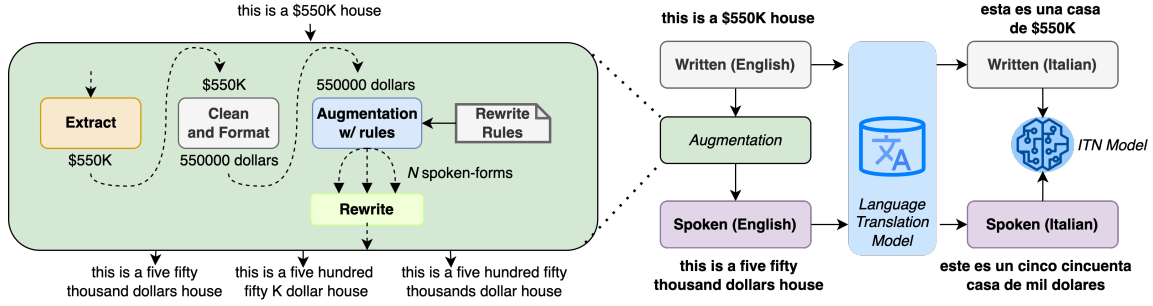 this is a $550K house
Extract
$550K
$550K
Clean
and Format
550000 dollars
550000 dollars
Augmentation
w/ rules
Rewrite
Rules
N spoken-forms
Rewrite
this is a five fifty
thousand dollars house
this is a five hundred
fifty K dollar house
this is a five hundred fifty
thousands dollar house
this is a $550K house
Written (English)
Augmentation
Spoken (English)
this is a five fifty
thousand dollars house
文A
Language
Translation
Model
esta es una casa
de $550K
Written (Italian)
ITN Model
Spoken (Italian)
este es un cinco cincuenta
casa de mil dolares